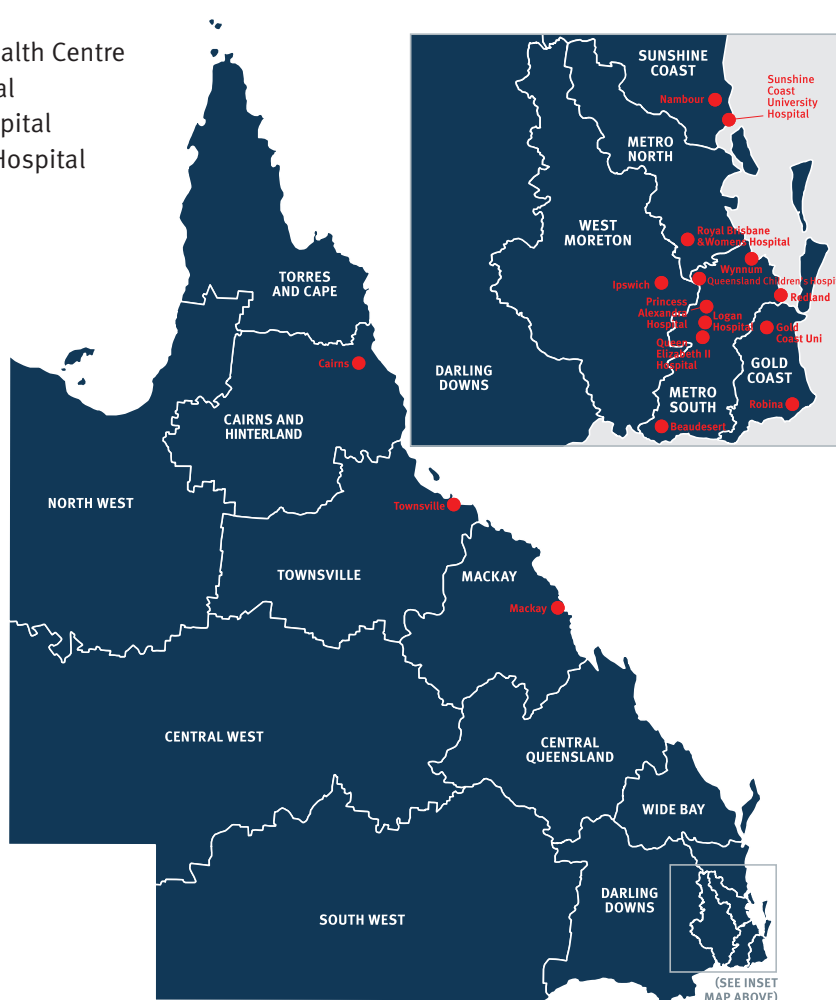 alth Centre
al
pital
Hospital
SUNSHINE
COAST
Nambour
Sunshine
Coast
University
Hospital
METRO
NORTH
WEST
MORETON
Royal Brisbane
&Womens Hospital
Wynnum
Queensland Children's Hospi
Ipswich
Redland
Princess
Alexandra
Hospital
Logan
Hospital
Gold
Coast Uni
Queen
Elizabeth II
Hospital
DARLING
DOWNS
GOLD
COAST
METRO
SOUTH
Robina
Beaudesert
TORRES
AND CAPE
Cairns
CAIRNS AND
HINTERLAND
NORTH WEST
Townsville
TOWNSVILLE
MACKAY
Mackay
CENTRAL WEST
CENTRAL
QUEENSLAND
WIDE BAY
DARLING
DOWNS
SOUTH WEST
(SEE INSET
MAP ABOVE)